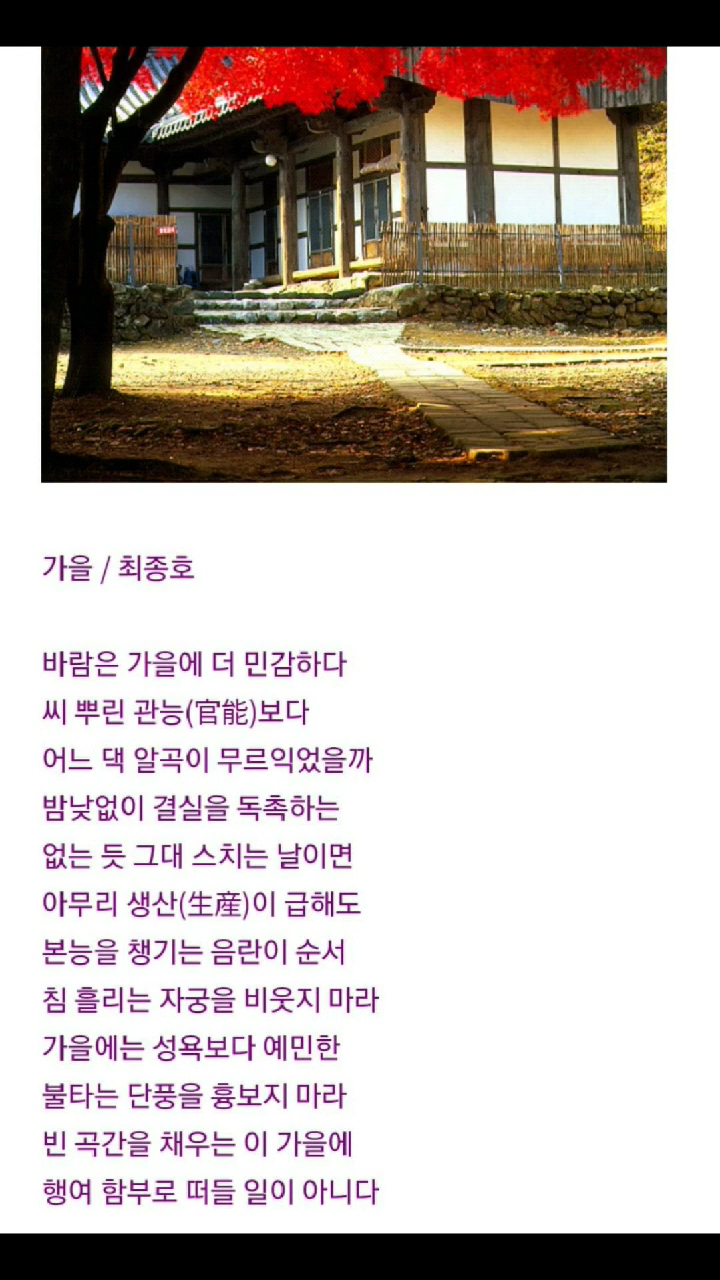 가을 / 최종호
바람은 가을에 더 민감하다
씨 뿌린 관능(官能)보다
어느 댁 알곡이 무르익었을까
밤낮없이 결실을 독촉하는
없는 듯 그대 스치는 날이면
아무리 생산(生産)이 급해도
본능을 챙기는 음란이 순서
침 흘리는 자궁을 비웃지 마라
가을에는 성욕보다 예민한
불타는 단풍을 흉보지 마라
빈 곡간을 채우는 이 가을에
행여 함부로 떠들 일이 아니다